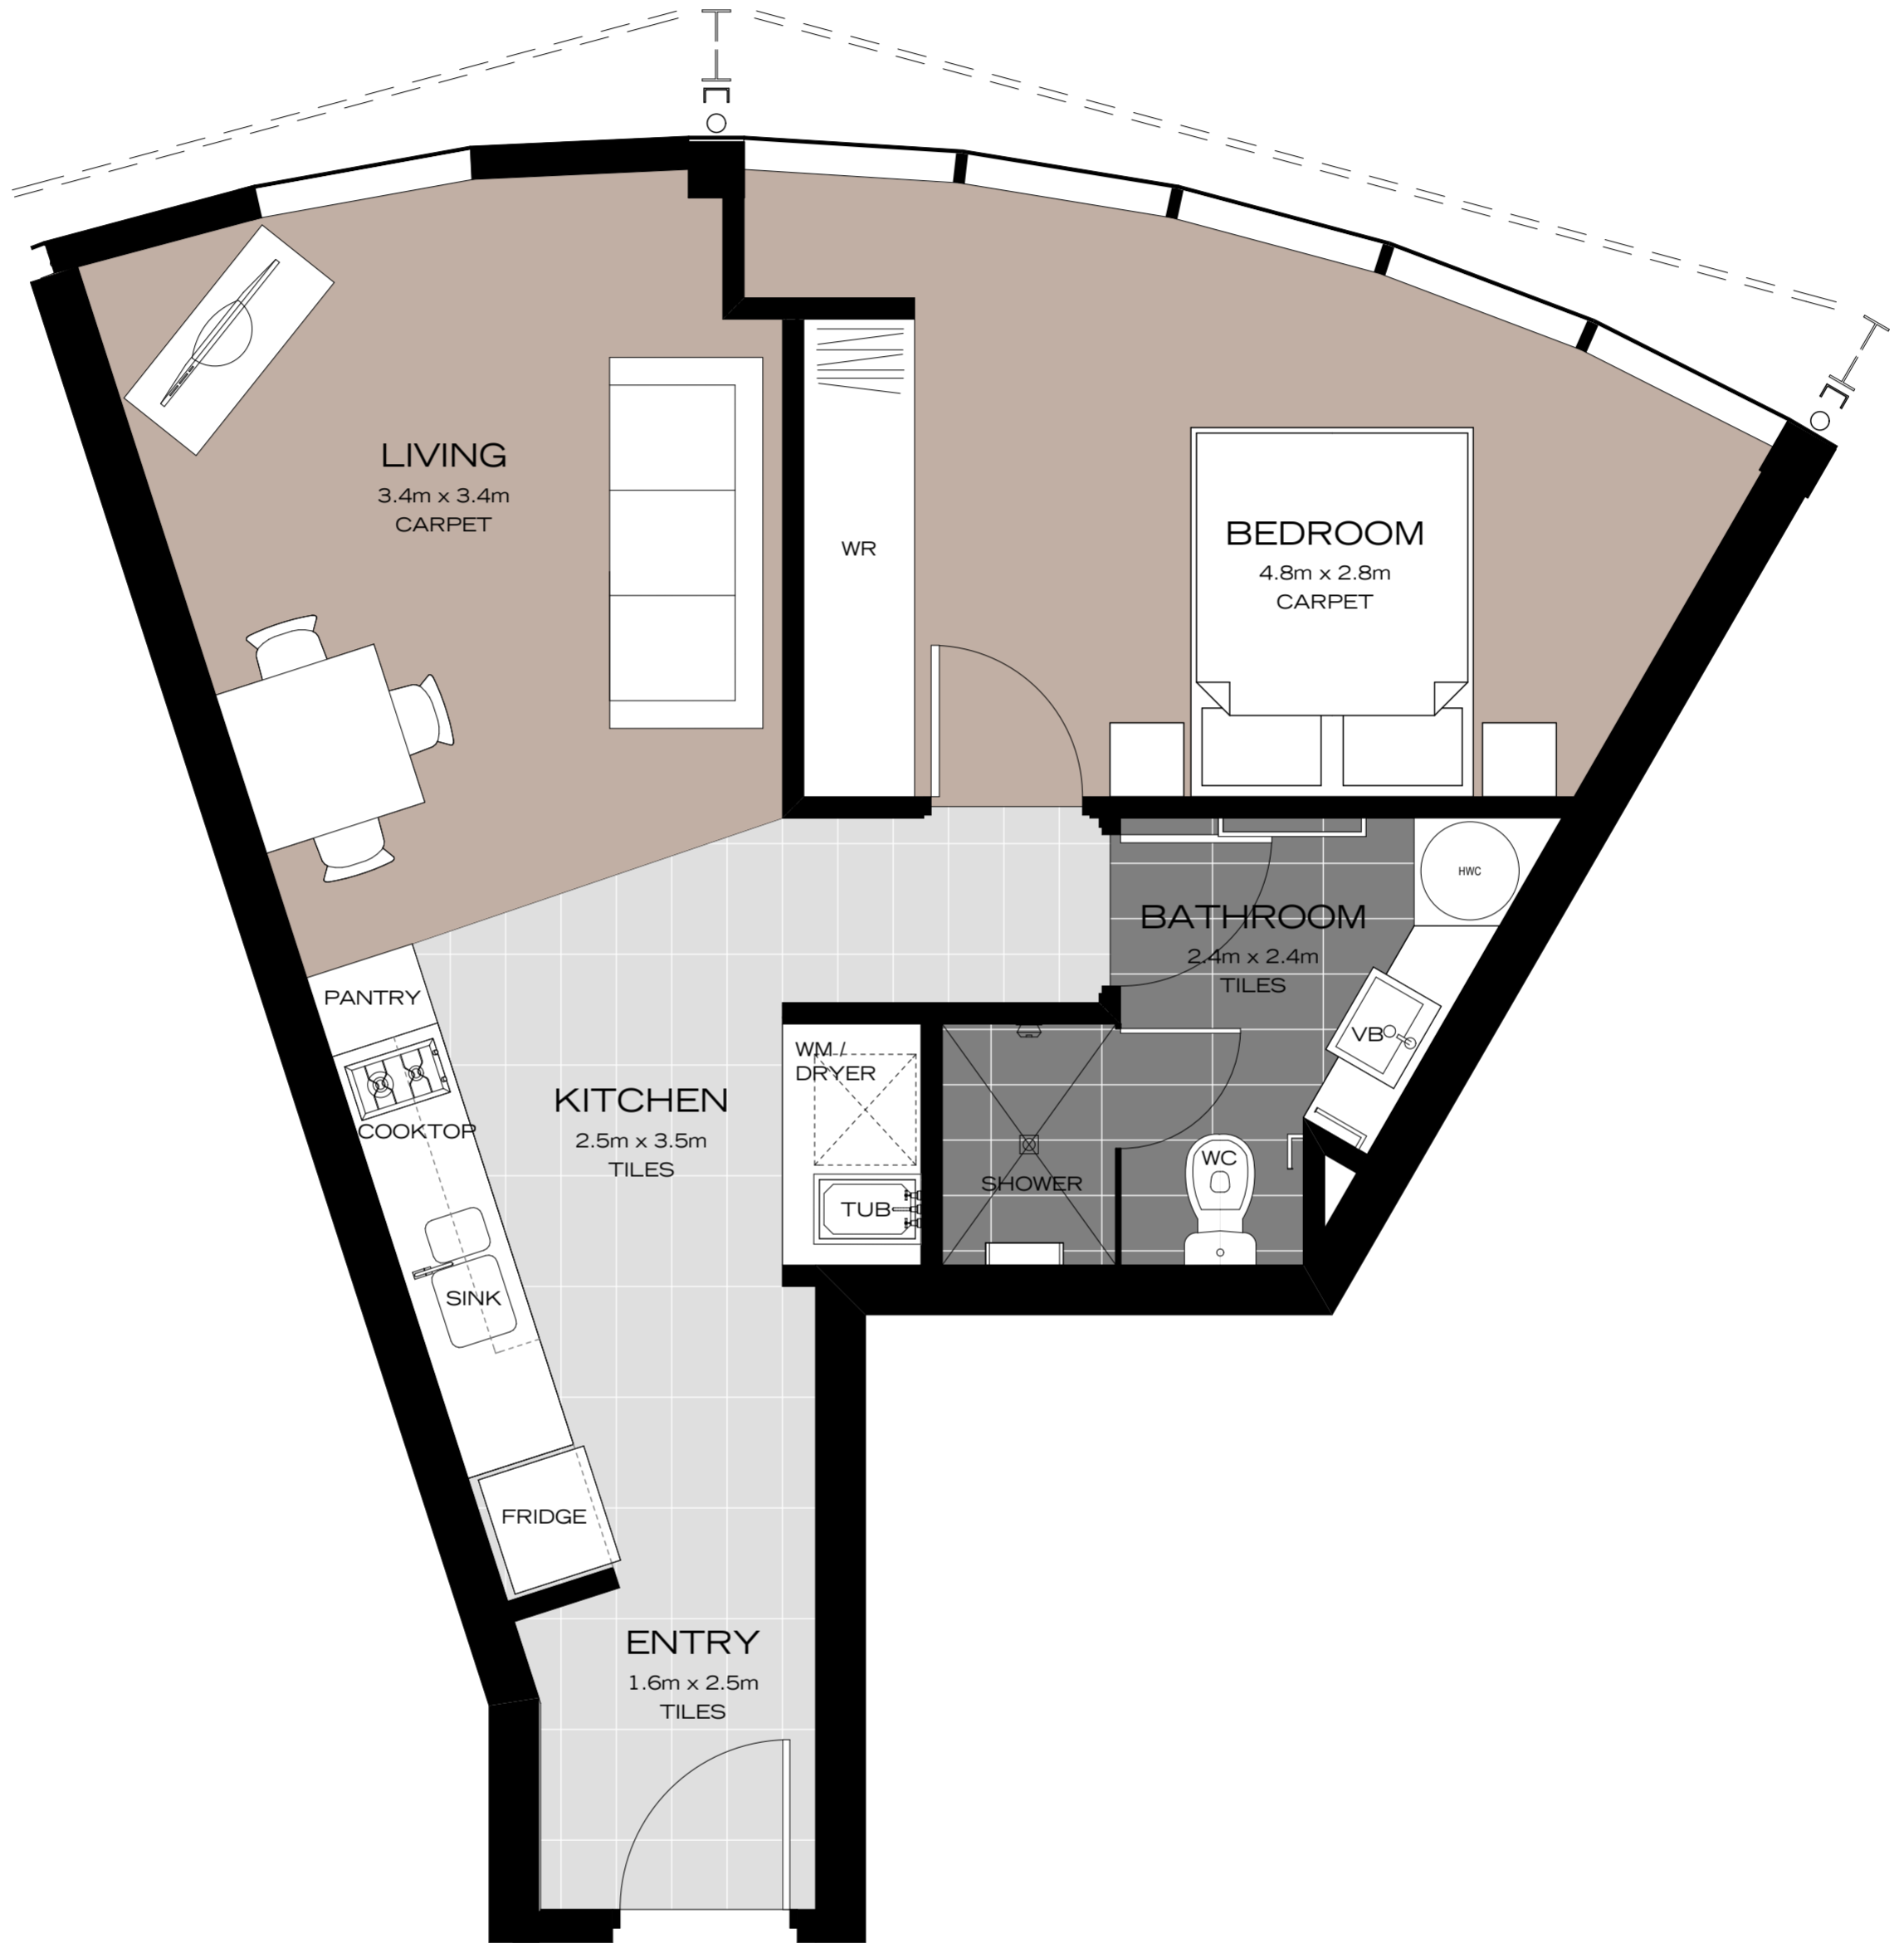 LIVING
3.4m x 3.4m
CARPET
WR
BEDROOM
4.8m x 2.8m
CARPET
HWC
BATHROOM
2.4m x 2.4m
TILES
PANTRY
VB
WM /
DRYER
COOKTOP
KITCHEN
2.5m x 3.5m
TILES
WC
SHOWER
TUB
SINK
FRIDGE
ENTRY
1.6m x 2.5m
TILES